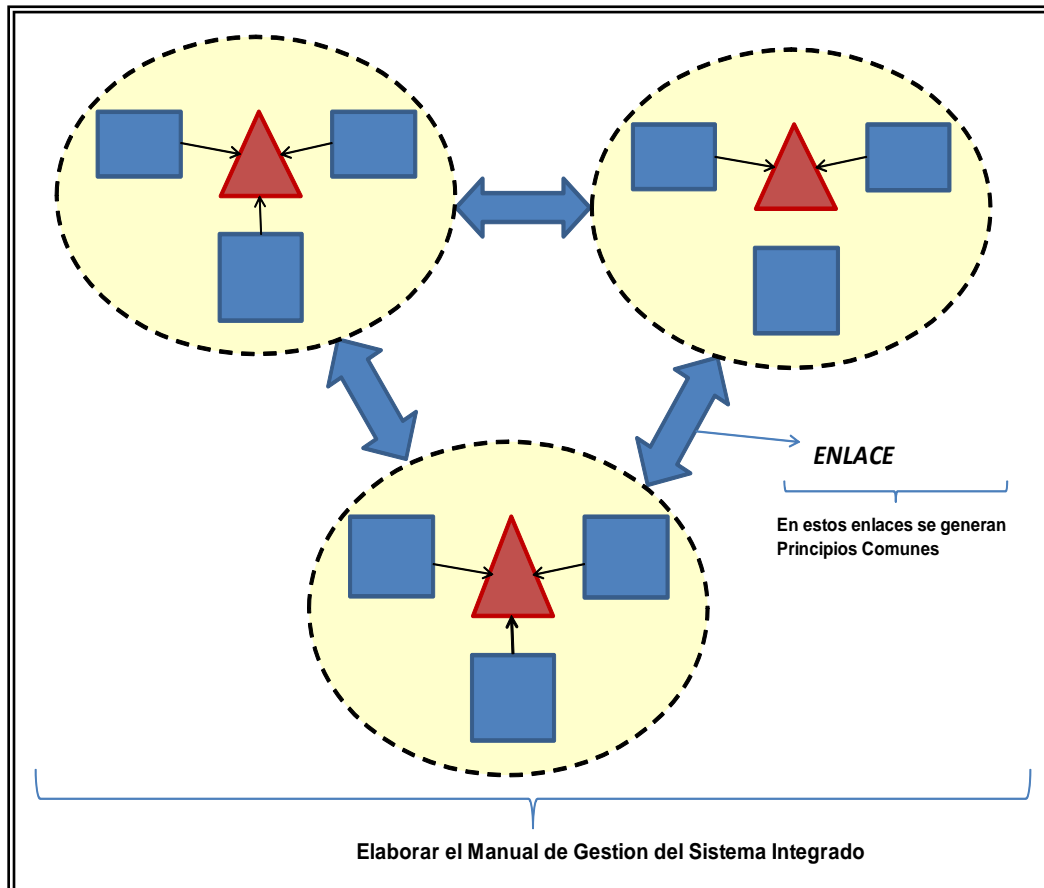 ENLACE
En estos enlaces se generan
Principios Comunes
Elaborar el Manual de Gestion del Sistema Integrado